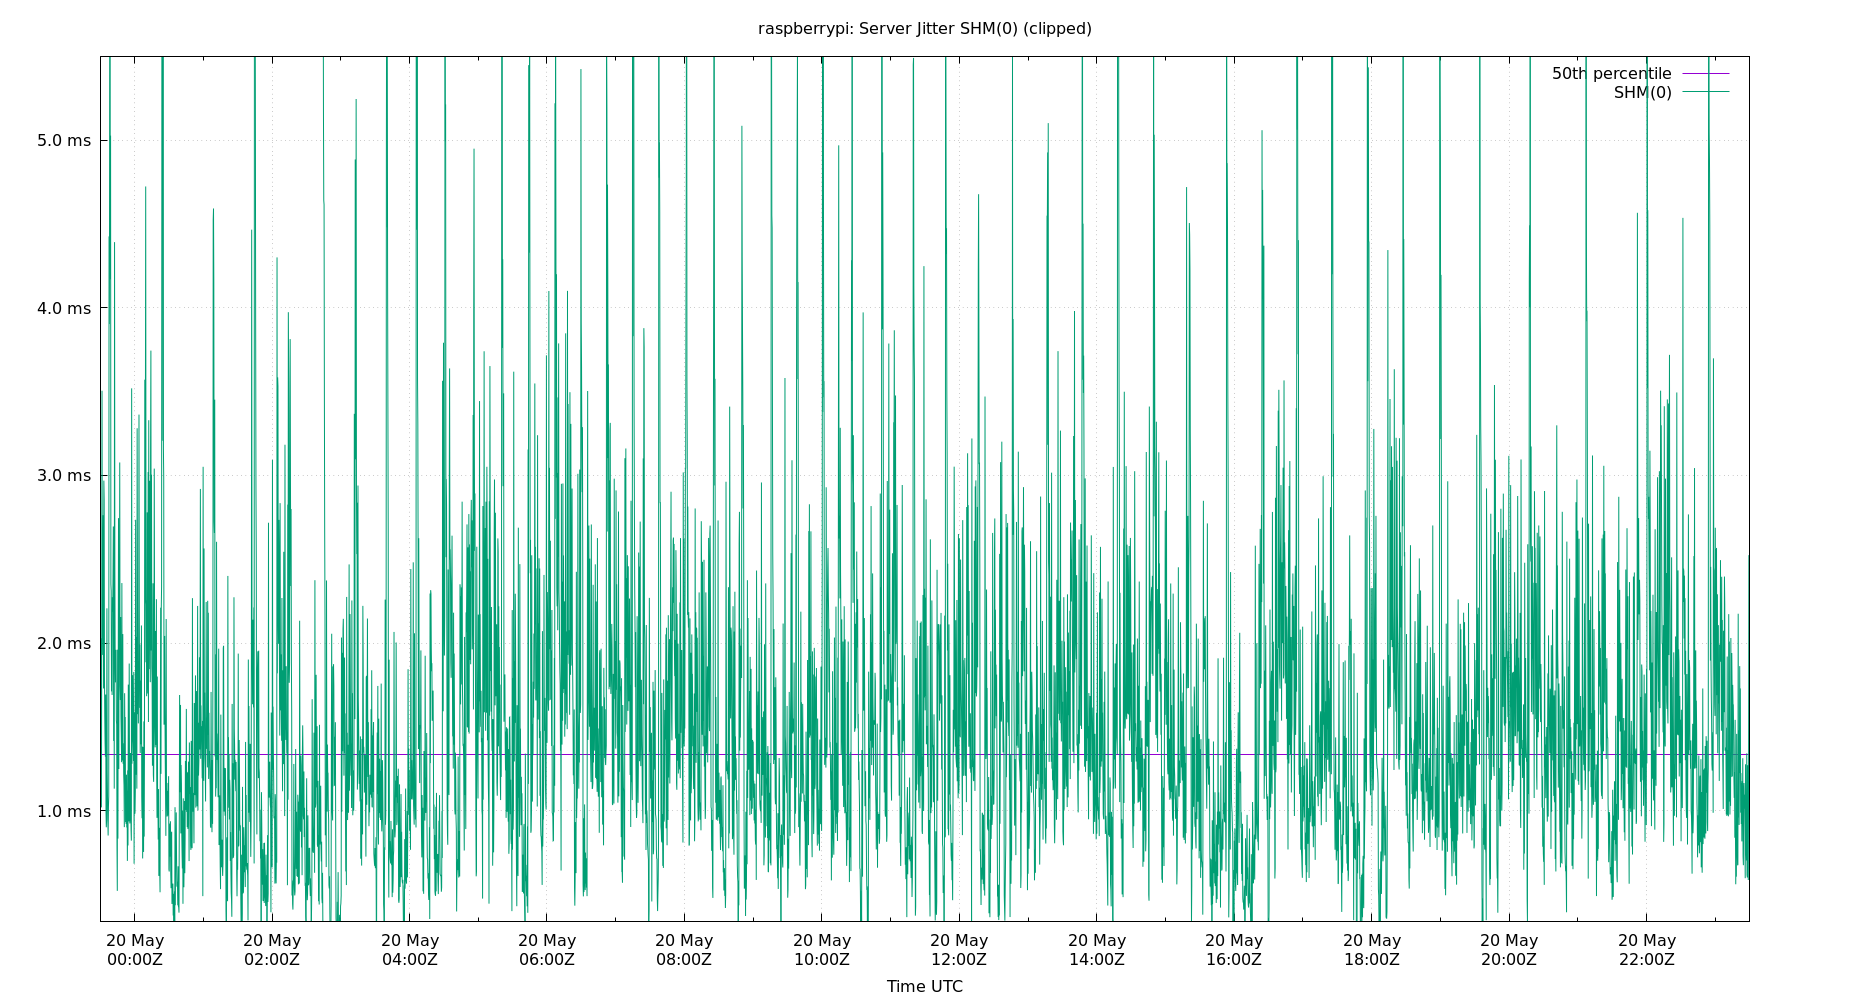 raspberrypi: Server Jitter SHM(0) (clipped)
50th percentile
SHM(0)
5.0 ms
4.0 ms
3.0 ms
2.0 ms
1.0 ms
20 May 20 May 20 May 20 May 20 May 20 May 20 May 20 May 20 May 20 May 20 May 20 May
00:00Z 02:00Z 04:00Z 06:00Z 08:00Z 10:00Z 12:00Z 14:00Z 16:00Z 18:00Z 20:00Z 22:00Z
Time UTC